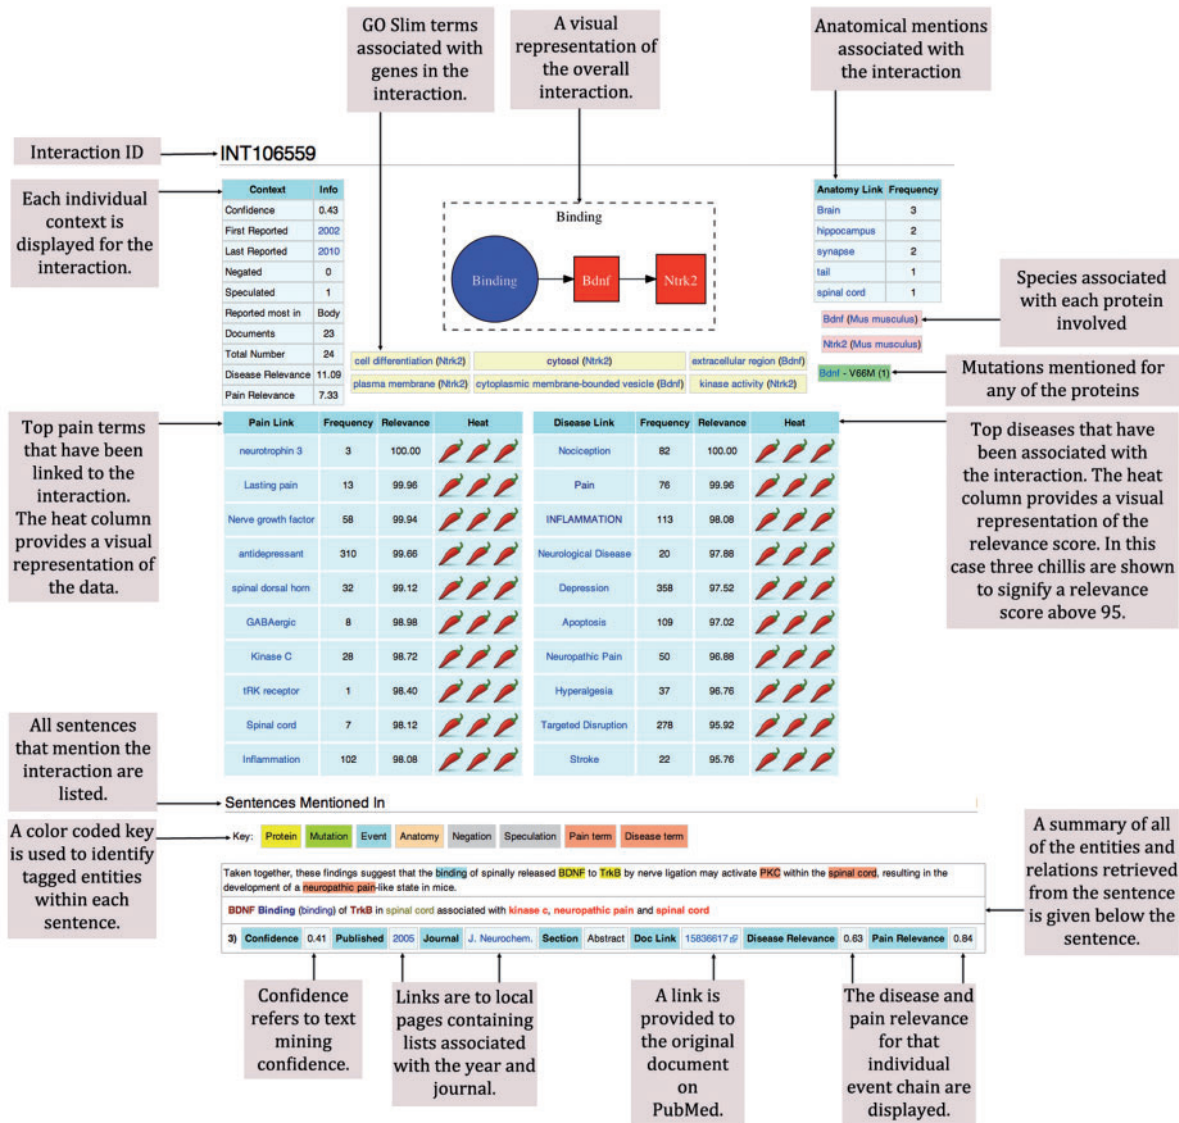 GO Slim terms
associated with
genes in the
interaction.
A visual
representation of
the overall
interaction.
Anatomical mentions
associated with
the interaction
Interaction ID
INT106559
Each individual
context is
displayed for the
interaction.
Context Info
Confidence 0.43
First Reported 2002
Last Reported 2010
Negated 0
Speculated 1
Reported most in Body
Documents 23
Total Number 24
Disease Relevance 11.09
Pain Relevance 7.33
Binding
Binding Bdnf Ntrk2
Anatomy Link Frequency
Brain 3
hippocampus 2
synapse 2
tail 1
spinal cord 1
Bdnf (Mus musculus)
Ntrk2 (Mus musculus)
Bdnf - V66M (1)
Species associated
with each protein
involved
Mutations mentioned for
any of the proteins
cell differentiation (Ntrk2) cytosol (Ntrk2) extracellular region (Bdnf)
plasma membrane (Ntrk2) cytoplasmic membrane-bounded vesicle (Bdnf) kinase activity (Ntrk2)
Top pain terms
that have been
linked to the
interaction.
The heat column
provides a visual
representation of
the data.
Pain Link Frequency Relevance Heat
neurotrophin 3 3 100.00
Lasting pain 13 99.96
Nerve growth factor 58 99.94
antidepressant 310 99.66
spinal dorsal horn 32 99.12
GABAergic 8 98.98
Kinase C 28 98.72
tRK receptor 1 98.40
Spinal cord 7 98.12
Inflammation 102 98.08
Disease Link Frequency Relevance Heat
Nociception 82 100.00
Pain 76 99.96
INFLAMMATION 113 98.08
Neurological Disease 20 97.88
Depression 358 97.52
Apoptosis 109 97.02
Neuropathic Pain 50 96.88
Hyperalgesia 37 96.76
Targeted Disruption 278 95.92
Stroke 22 95.76
Top diseases that have
been associated with
the interaction. The heat
column provides a visual
representation of the
relevance score. In this
case three chillis are shown
to signify a relevance
score above 95.
All sentences
that mention the
interaction are
listed.
Sentences Mentioned In
A color coded key
is used to identify
tagged entities
within each
sentence.
Key: Protein Mutation Event Anatomy Negation Speculation Pain term Disease term
Taken together, these findings suggest that the binding of spinally released BDNF to TrkB by nerve ligation may activate PKC within the spinal cord, resulting in the
development of a neuropathic pain-like state in mice.
BDNF Binding (binding) of TrkB in spinal cord associated with kinase c, neuropathic pain and spinal cord
3) Confidence 0.41 Published 2005 Journal J. Neurochem. Section Abstract Doc Link 15836617 Disease Relevance 0.63 Pain Relevance 0.84
A summary of all
of the entities and
relations retrieved
from the sentence
is given below the
sentence.
Confidence
refers to text
mining
confidence.
Links are to local
pages containing
lists associated
with the year and
journal.
A link is
provided to
the original
document
on
PubMed.
The disease and
pain relevance
for that
individual
event chain are
displayed.